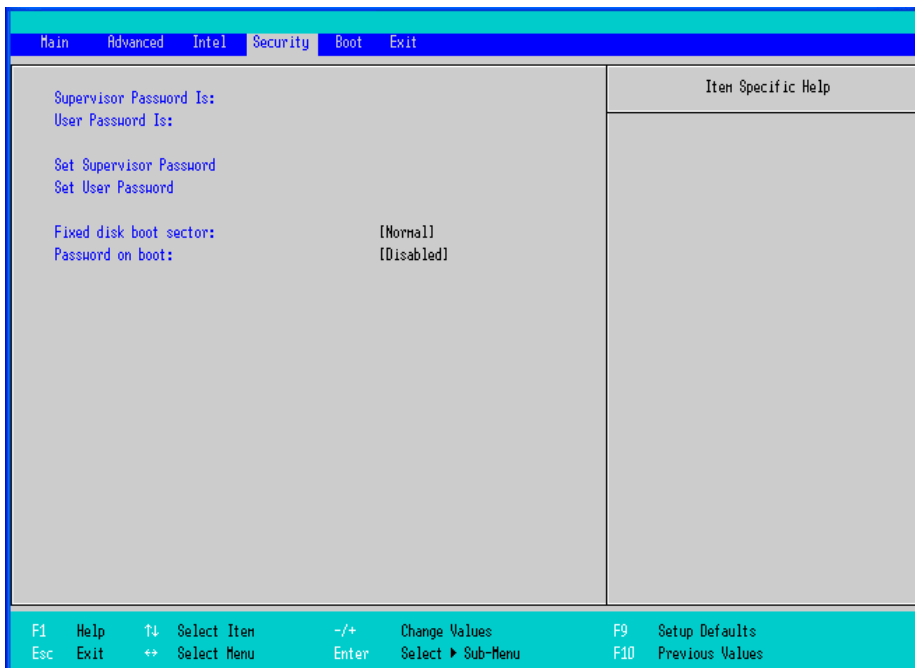 Main Advanced Intel Security Boot Exit
Item Specific Help
Supervisor Password Is:
User Password Is:
Set Supervisor Password
Set User Password
Fixed disk boot sector: [Normal]
Password on boot: [Disabled]
F1 Help ↑↓ Select Item -/+ Change Values F9 Setup Defaults
Esc Exit ↔ Select Menu Enter Select ▶ Sub-Menu F10 Previous Values